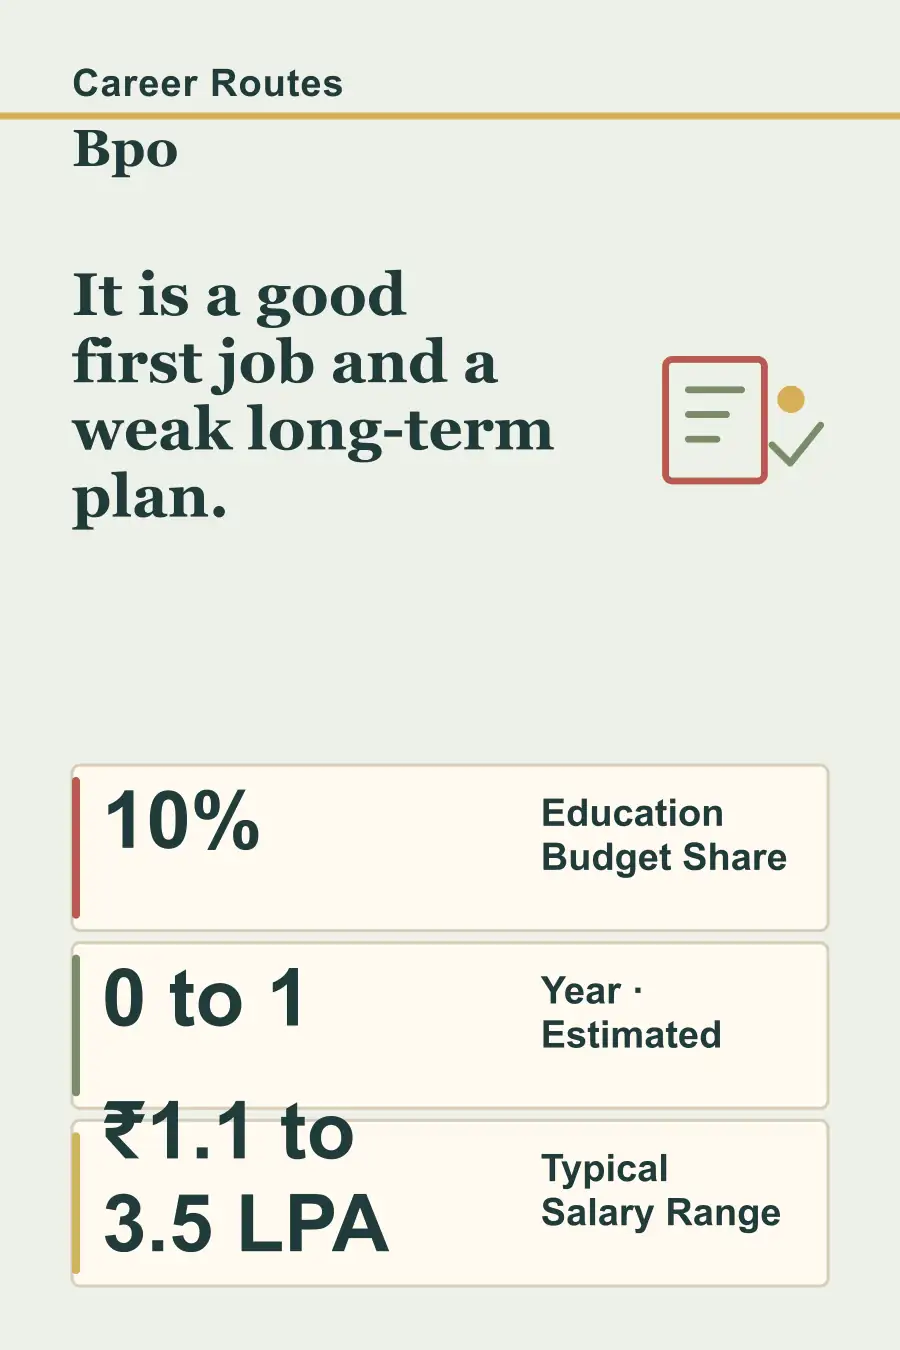 Career Routes
Bpo
It is a good
first job and a
weak long-term
plan.
10%
Education
Budget Share
0 to 1
Year ·
Estimated
₹1.1 to
3.5 LPA
Typical
Salary Range